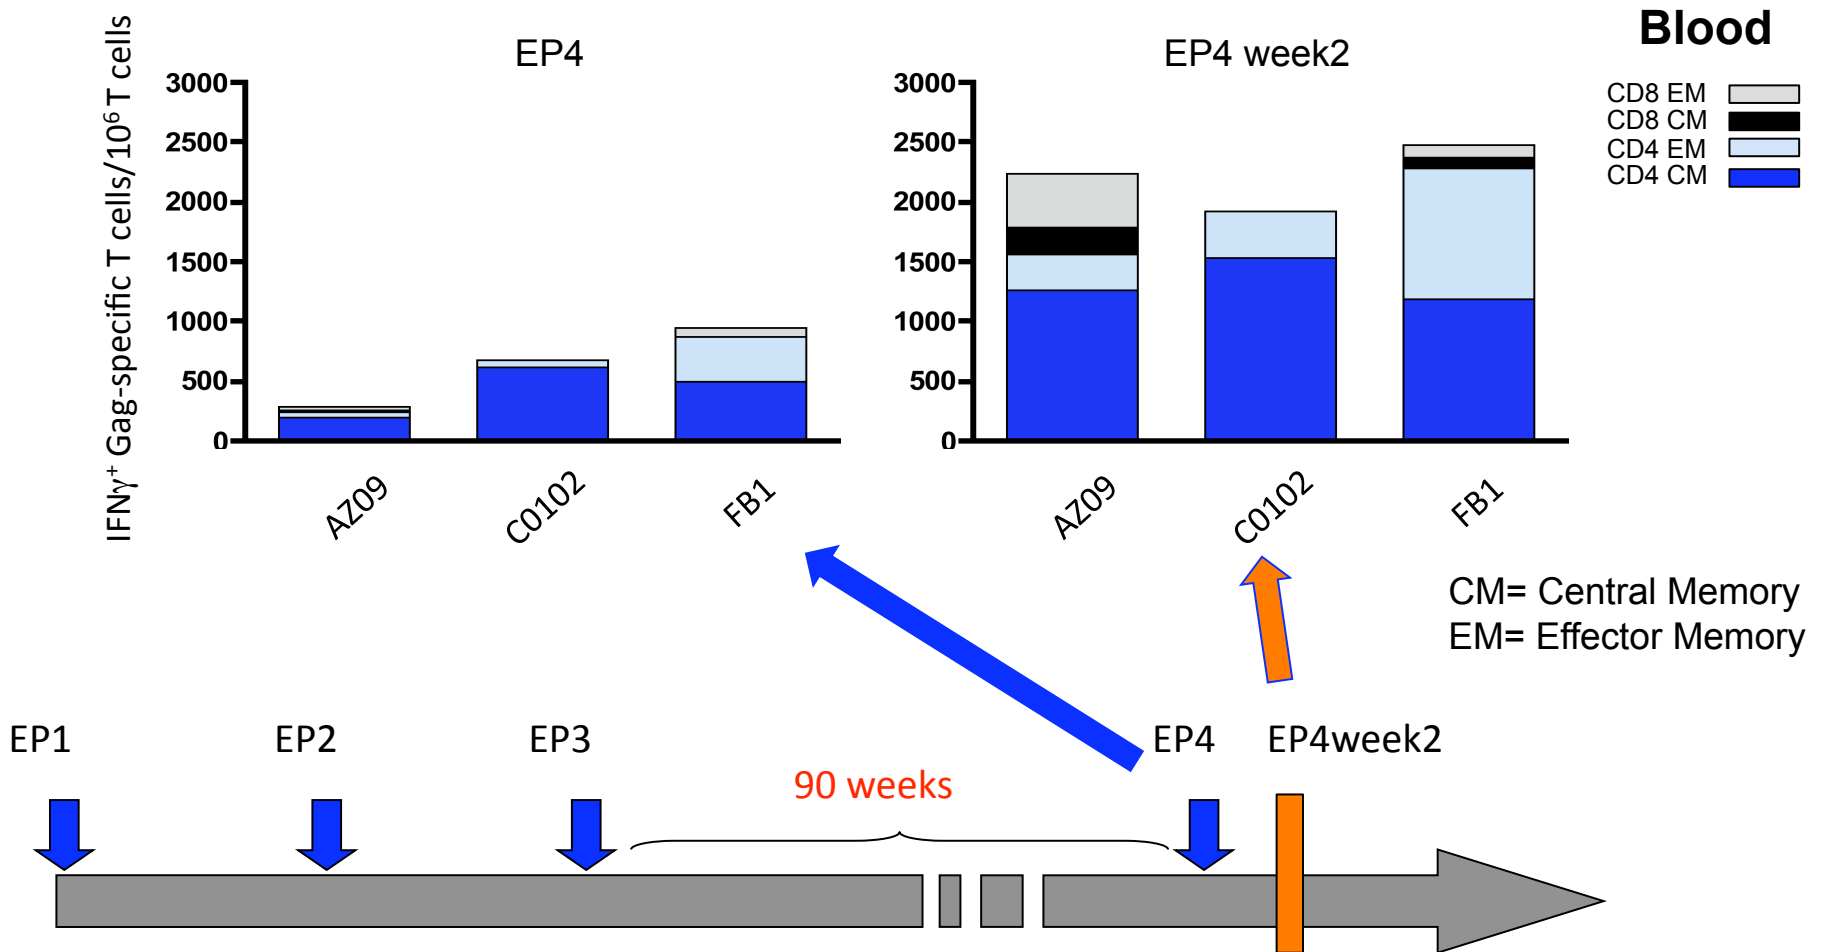 IFNγ⁺ Gag-specific T cells/10⁶ T cells
EP4
3000
2500
2000
1500
1000
500
0
AZ09
C0102
FB1
EP4 week2
3000
2500
2000
1500
1000
500
0
AZ09
C0102
FB1
Blood
CD8 EM
CD8 CM
CD4 EM
CD4 CM
CM= Central Memory
EM= Effector Memory
EP1
EP2
EP3
90 weeks
EP4
EP4week2